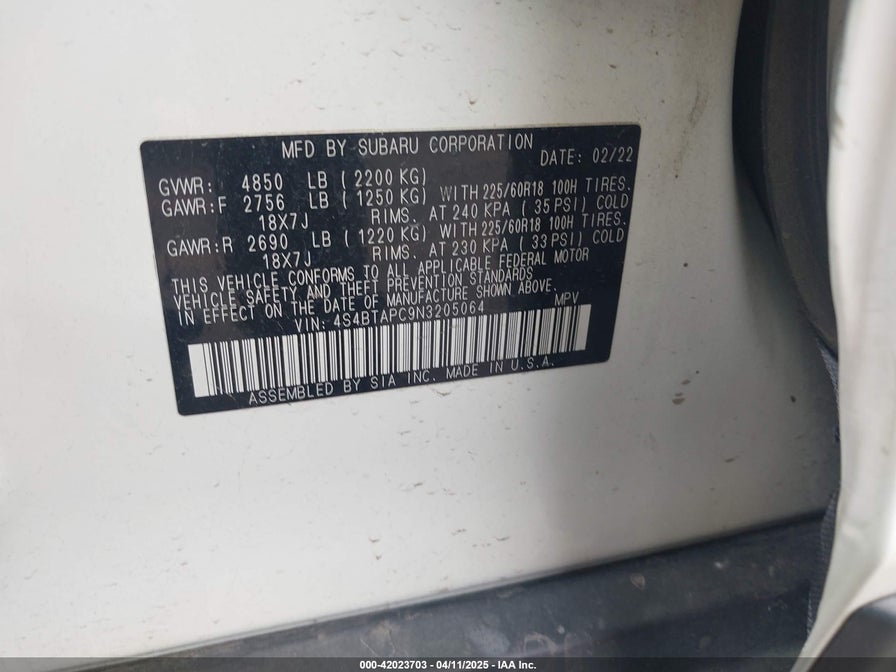 MFD BY SUBARU CORPORATION
DATE: 02/22
GVWR: 4850 LB (2200 KG)
GAWR:F 2756 LB (1250 KG) WITH 225/60R18 100H TIRES.
18X7J RIMS. AT 240 KPA (35 PSI) COLD
GAWR:R 2690 LB (1220 KG) WITH 225/60R18 100H TIRES.
18X7J RIMS. AT 230 KPA (33 PSI) COLD
THIS VEHICLE CONFORMS TO ALL APPLICABLE FEDERAL MOTOR
VEHICLE SAFETY AND THEFT PREVENTION STANDARDS
IN EFFECT ON THE DATE OF MANUFACTURE SHOWN ABOVE.
VIN: 4S4BTAPC9N3205064 MPV
ASSEMBLED BY SIA INC. MADE IN U.S.A.
000-42023703 - 04/11/2025 - IAA Inc.